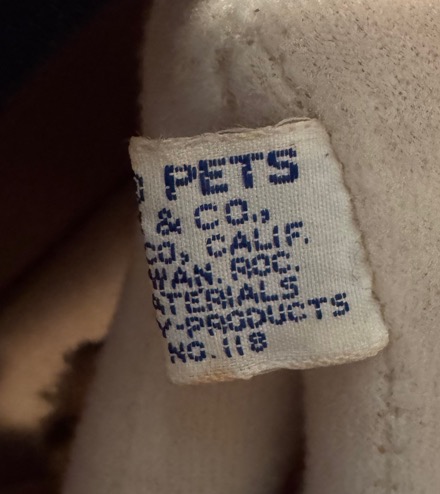 PETS
& CO.,
CO, CALIF.
WAN. ROC.
ATERIALS
Y-PRODUCTS
NO. 118